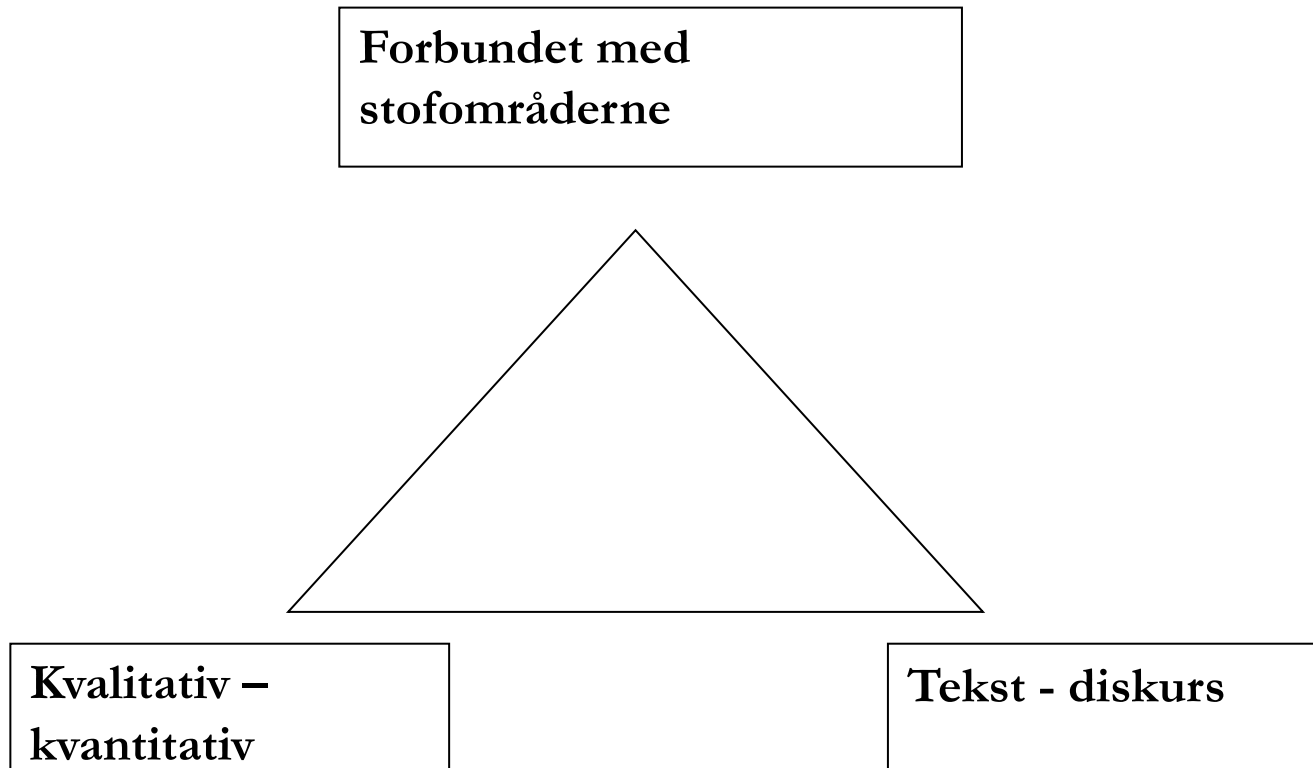 Forbundet med
stofområderne
Kvalitativ –
kvantitativ
Tekst - diskurs